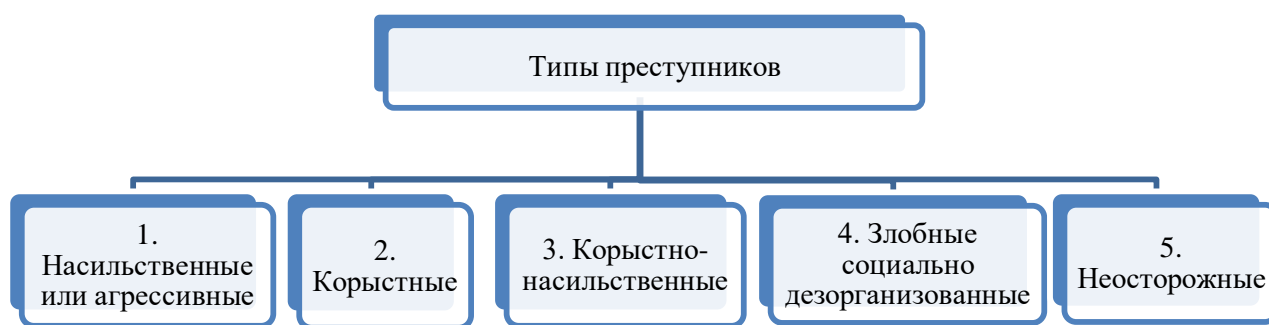 Типы преступников
1.
Насильственные
или агрессивные
2.
Корыстные
3. Корыстно-
насильственные
4. Злобные
социально
дезорганизованные
5.
Неосторожные